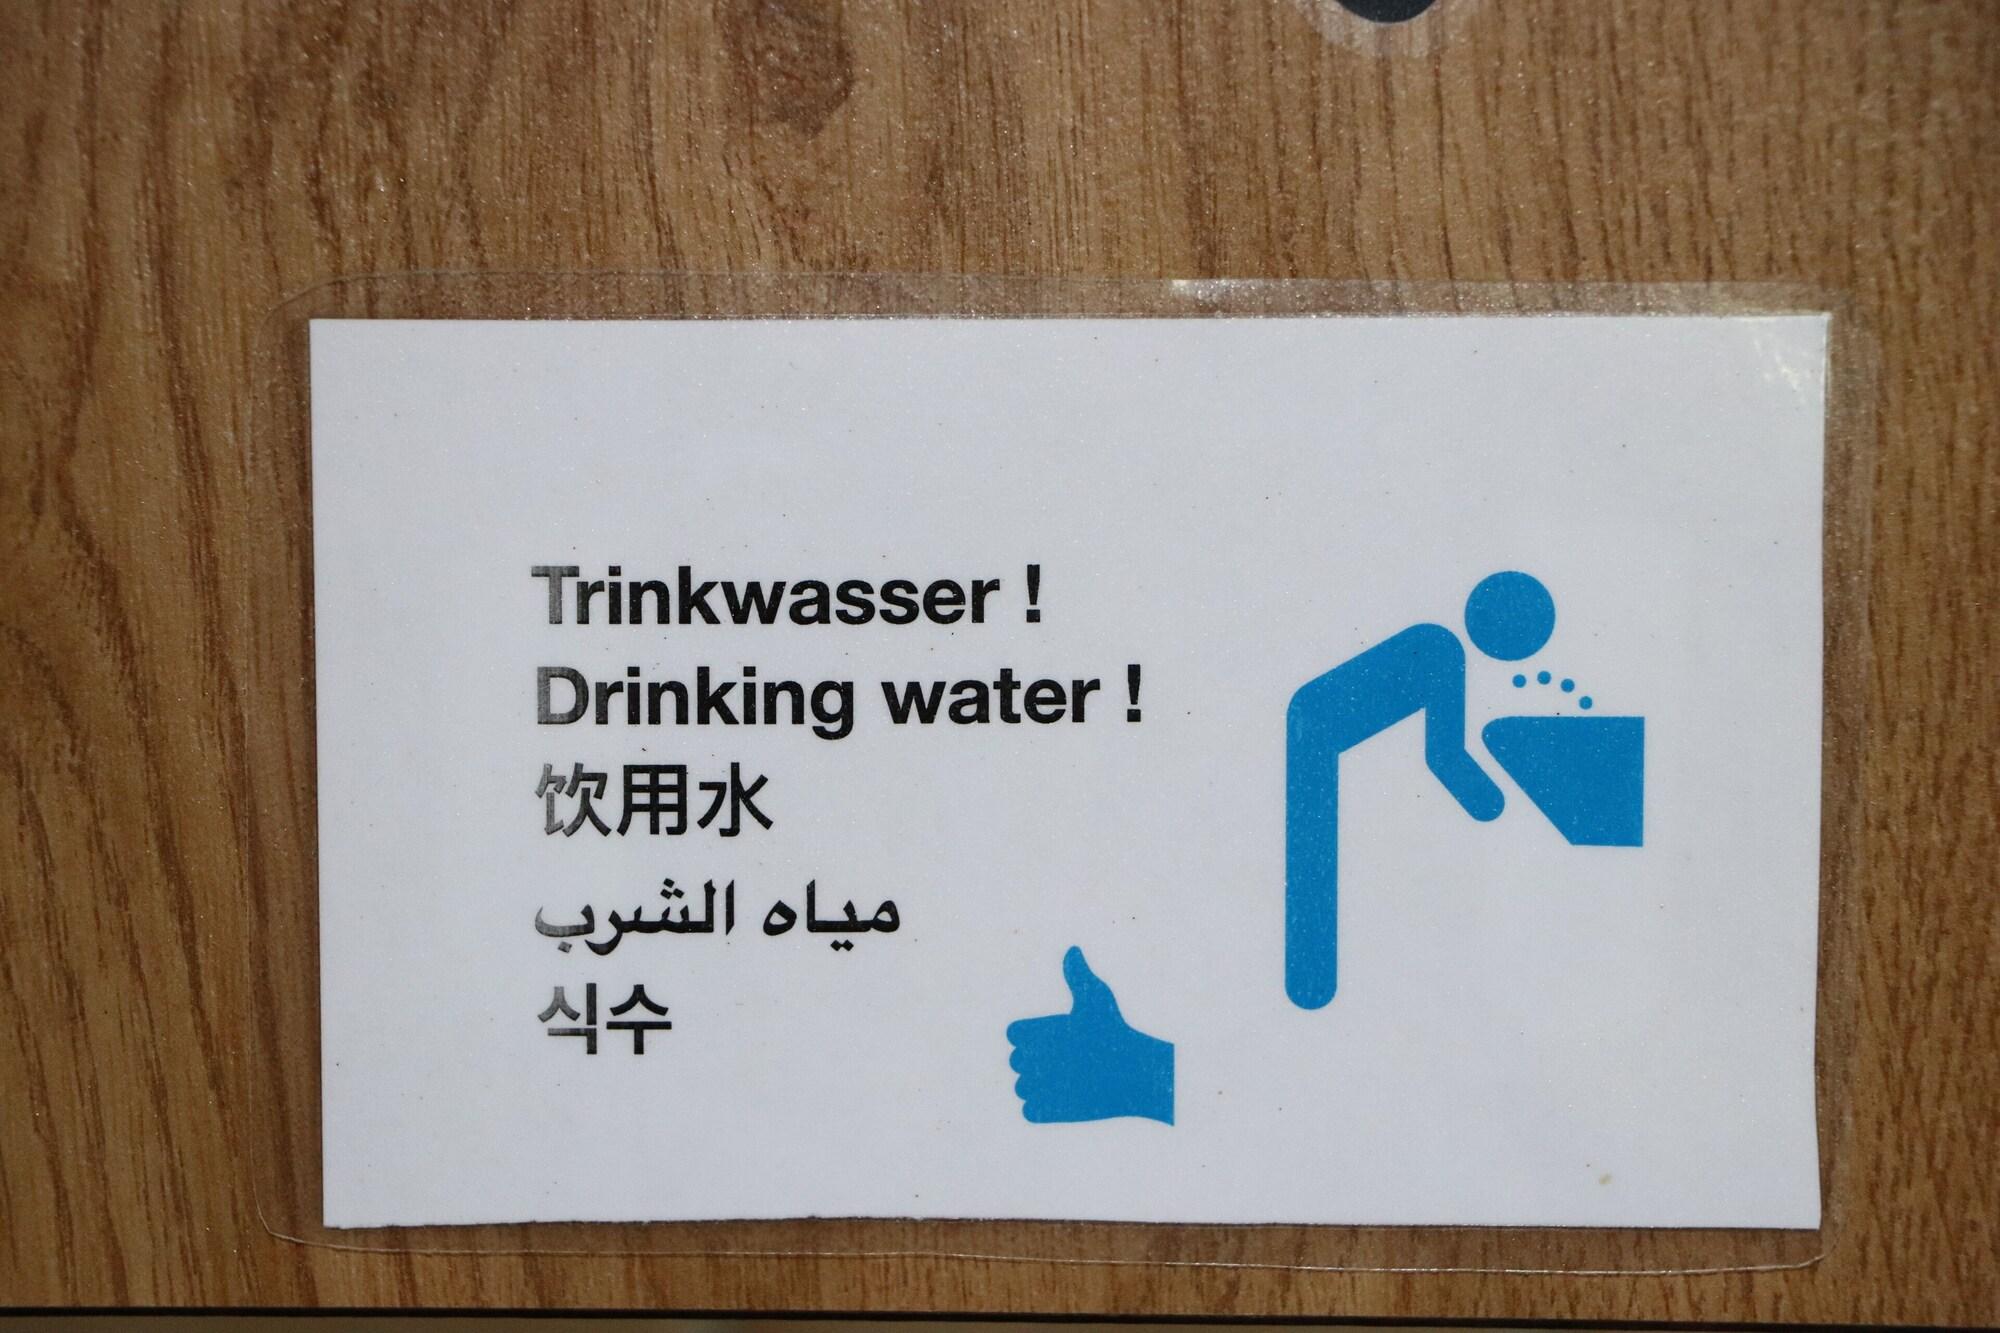 Trinkwasser !
Drinking water !
饮用水
مياه الشرب
식수